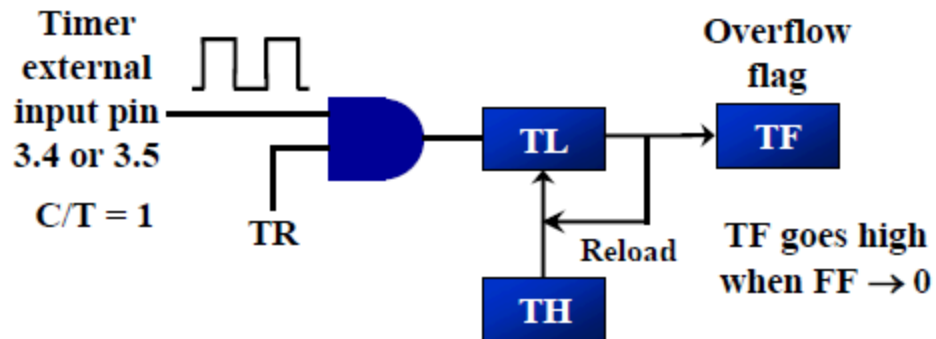 Timer
external
input pin
3.4 or 3.5
C/T = 1
TR
TL
Overflow
flag
TF
Reload
TH
TF goes high
when FF → 0